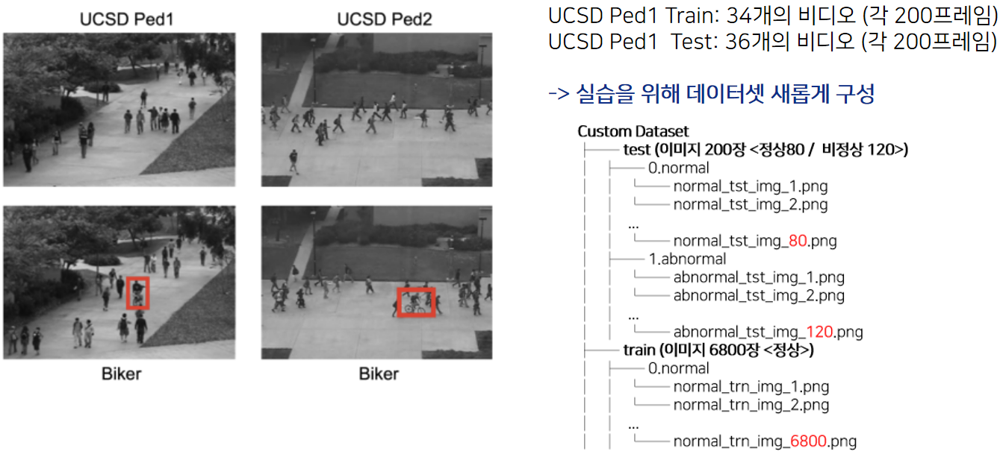 UCSD Ped1
UCSD Ped2
Biker
Biker
UCSD Ped1 Train: 34개의 비디오 (각 200프레임)
UCSD Ped1 Test: 36개의 비디오 (각 200프레임)
-> 실습을 위해 데이터셋 새롭게 구성
Custom Dataset
test (이미지 200장 <정상80 / 비정상 120>)
0.normal
normal_tst_img_1.png
normal_tst_img_2.png
...
normal_tst_img_80.png
1.abnormal
abnormal_tst_img_1.png
abnormal_tst_img_2.png
...
abnormal_tst_img_120.png
train (이미지 6800장 <정상>)
0.normal
normal_trn_img_1.png
normal_trn_img_2.png
...
normal_trn_img_6800.png